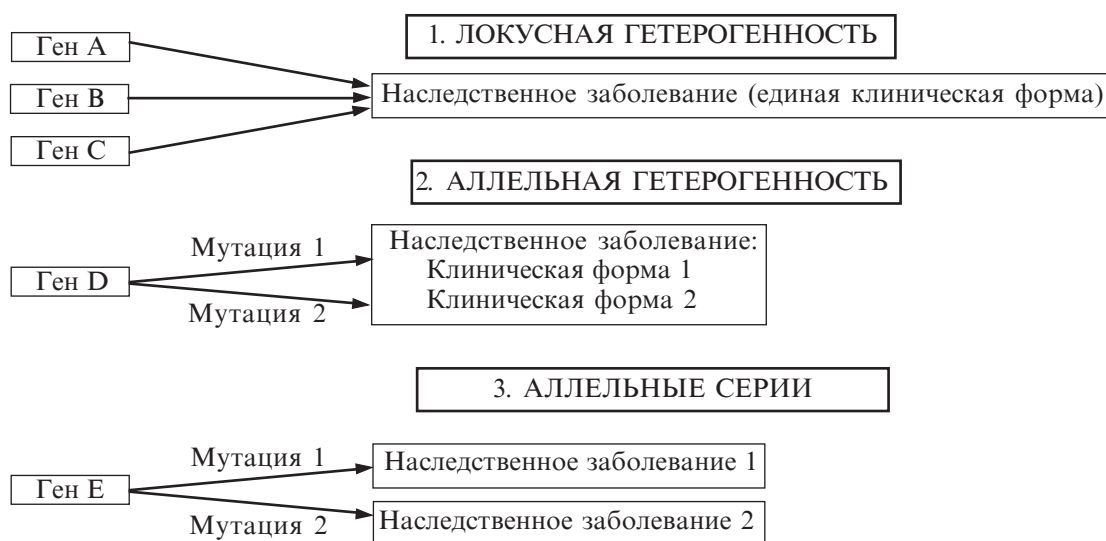 1. ЛОКУСНАЯ ГЕТЕРОГЕННОСТЬ
Ген A
Ген B
Ген C
Наследственное заболевание (единая клиническая форма)
2. АЛЛЕЛЬНАЯ ГЕТЕРОГЕННОСТЬ
Ген D
Мутация 1
Мутация 2
Наследственное заболевание:
Клиническая форма 1
Клиническая форма 2
3. АЛЛЕЛЬНЫЕ СЕРИИ
Ген E
Мутация 1
Мутация 2
Наследственное заболевание 1
Наследственное заболевание 2